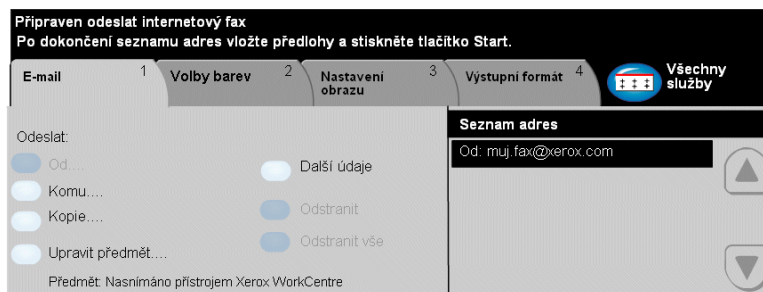 Připraven odeslat internetový fax
Po dokončení seznamu adres vložte předlohy a stiskněte tlačítko Start.
E-mail 1
Volby barev 2
Nastavení obrazu 3
Výstupní formát 4
Všechny služby
Odeslat:
Od....
Komu....
Kopie....
Upravit předmět....
Předmět: Nasnímáno přístrojem Xerox WorkCentre
Další údaje
Odstranit
Odstranit vše
Seznam adres
Od: muj.fax@xerox.com